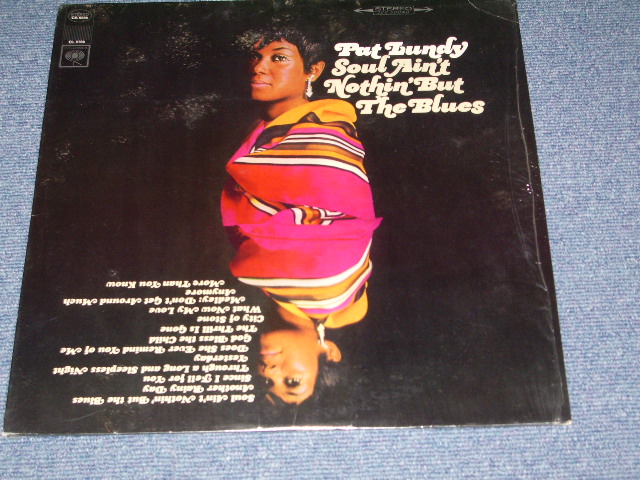 STEREO
Pat Lundy
Soul Ain't
Nothin' But
The Blues
Soul Ain't Nothin' But the Blues
Another Rainy Day
Since I Fell for You
Through a Long and Sleepless Night
Yesterday
Does She Ever Remind You of Me
God Bless the Child
The Thrill Is Gone
City of Stone
What Now My Love
Medley: Don't Get Around Much
Anymore
More Than You Know